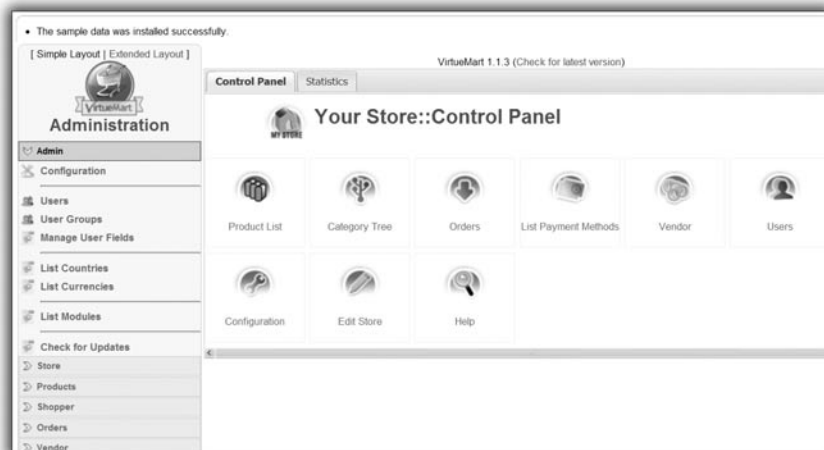 • The sample data was installed successfully.
[ Simple Layout | Extended Layout ]
VirtueMart
Administration
Admin
Configuration
Users
User Groups
Manage User Fields
List Countries
List Currencies
List Modules
Check for Updates
Store
Products
Shopper
Orders
Vendor
VirtueMart 1.1.3 (Check for latest version)
Control Panel
Statistics
MY STORE
Your Store::Control Panel
Product List
Category Tree
Orders
List Payment Methods
Vendor
Users
Configuration
Edit Store
Help